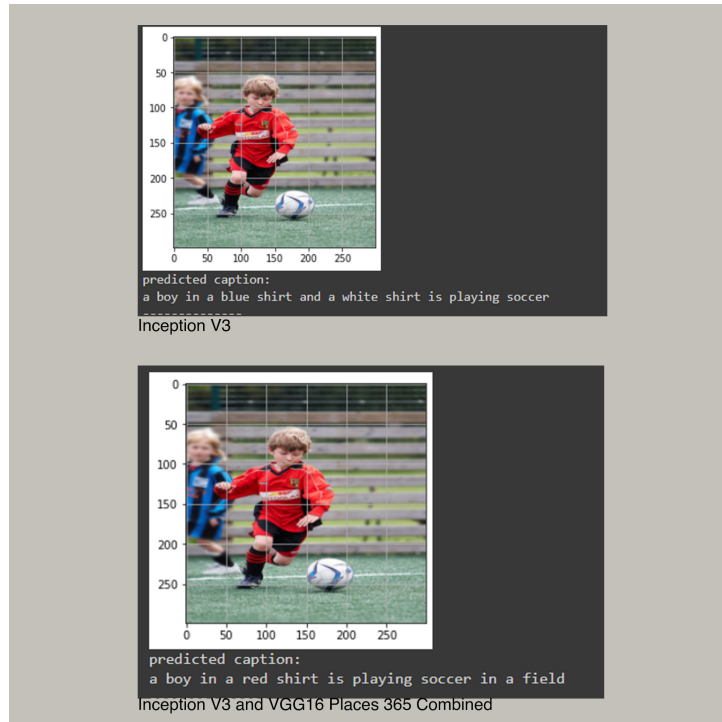 0
50
100
150
200
250
0 50 100 150 200 250
predicted caption:
a boy in a blue shirt and a white shirt is playing soccer
--------------
Inception V3
0
50
100
150
200
250
0 50 100 150 200 250
predicted caption:
a boy in a red shirt is playing soccer in a field
Inception V3 and VGG16 Places 365 Combined